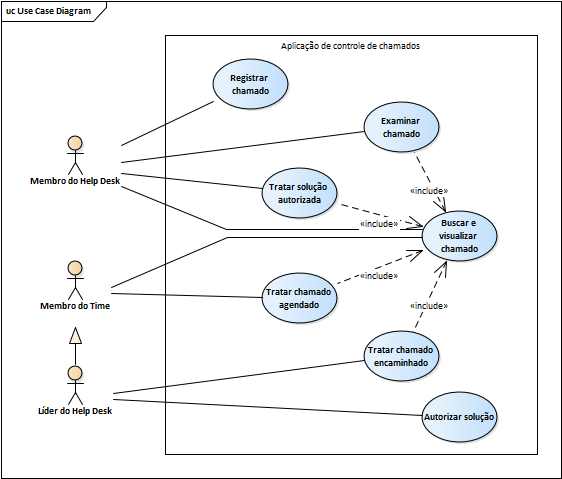 uc Use Case Diagram
Aplicação de controle de chamados
Registrar
chamado
Examinar
chamado
Membro do Help Desk
Tratar solução
autorizada
«include»
«include»
Buscar e
visualizar
chamado
Membro do Time
Tratar chamado
agendado
«include»
«include»
Tratar chamado
encaminhado
Líder do Help Desk
Autorizar solução